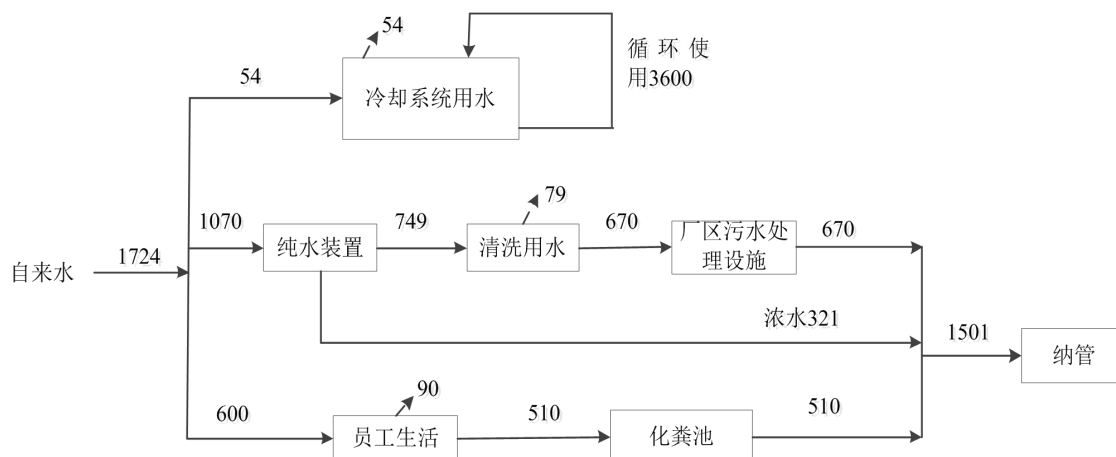 54
循 环 使
用3600
54
冷却系统用水
79
1070
749
670
670
纯水装置
清洗用水
厂区污水处
理设施
自来水
1724
浓水321
1501
纳管
90
600
510
510
员工生活
化粪池